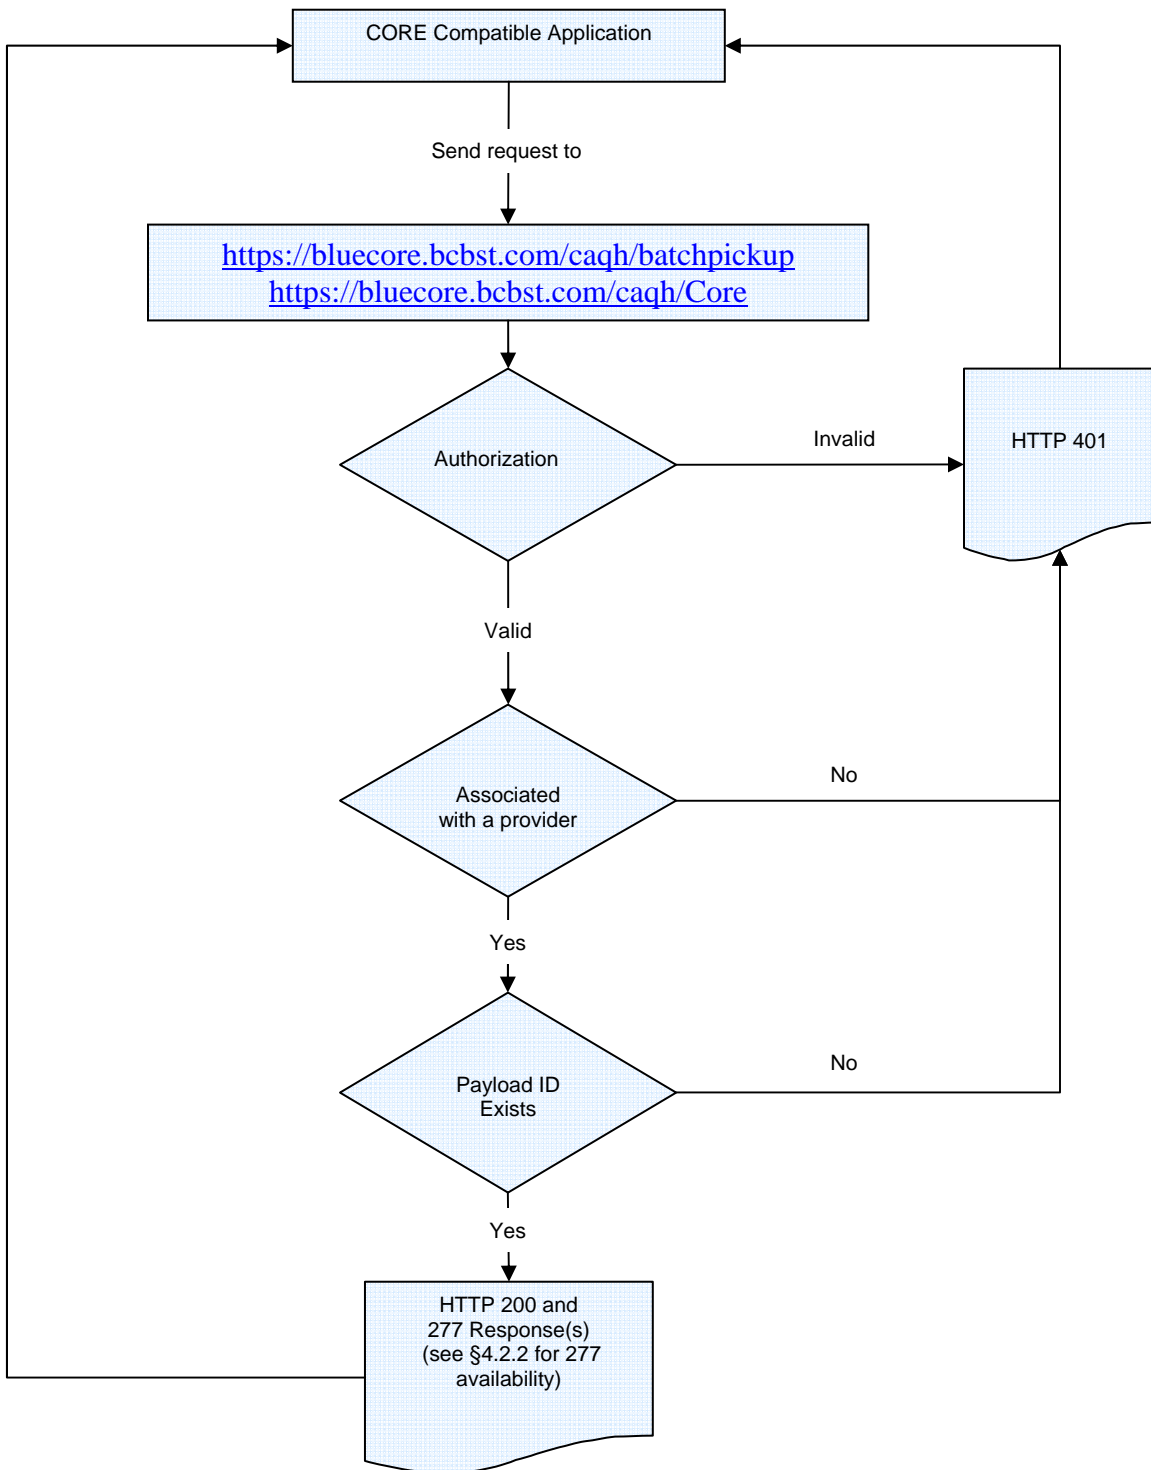 CORE Compatible Application
Send request to
https://bluecore.bcbst.com/caqh/batchpickup
https://bluecore.bcbst.com/caqh/Core
Authorization
Invalid
HTTP 401
Valid
Associated
with a provider
No
Yes
Payload ID
Exists
No
Yes
HTTP 200 and
277 Response(s)
(see §4.2.2 for 277
availability)